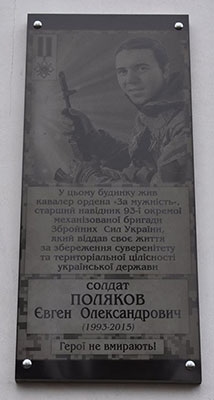 У цьому будинку жив
кавалер ордена «За мужність»,
старший навідник 93-ї окремої
механізованої бригади
Збройних Сил України,
який віддав своє життя
за збереження суверенітету
та територіальної цілісності
української держави
солдат
ПОЛЯКОВ
Євген Олександрович
(1993-2015)
Герої не вмирають!